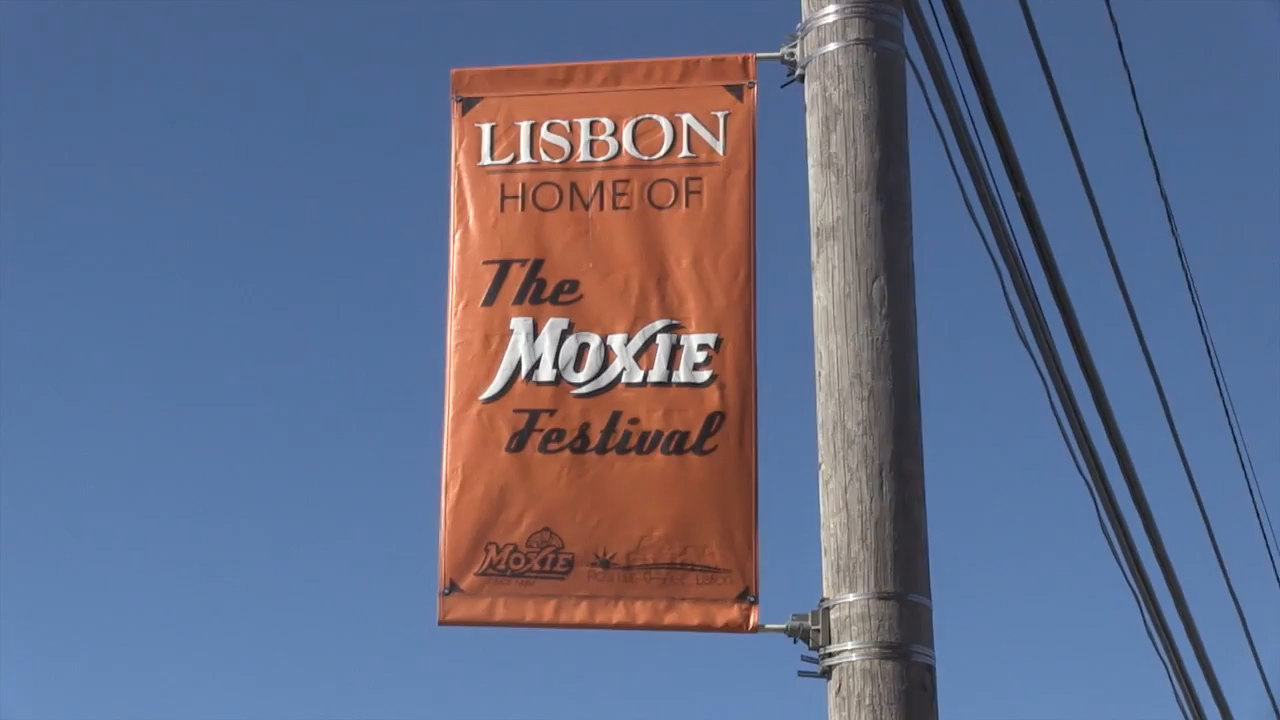 LISBON
HOME OF
The
MOXIE
Festival
MOXIE